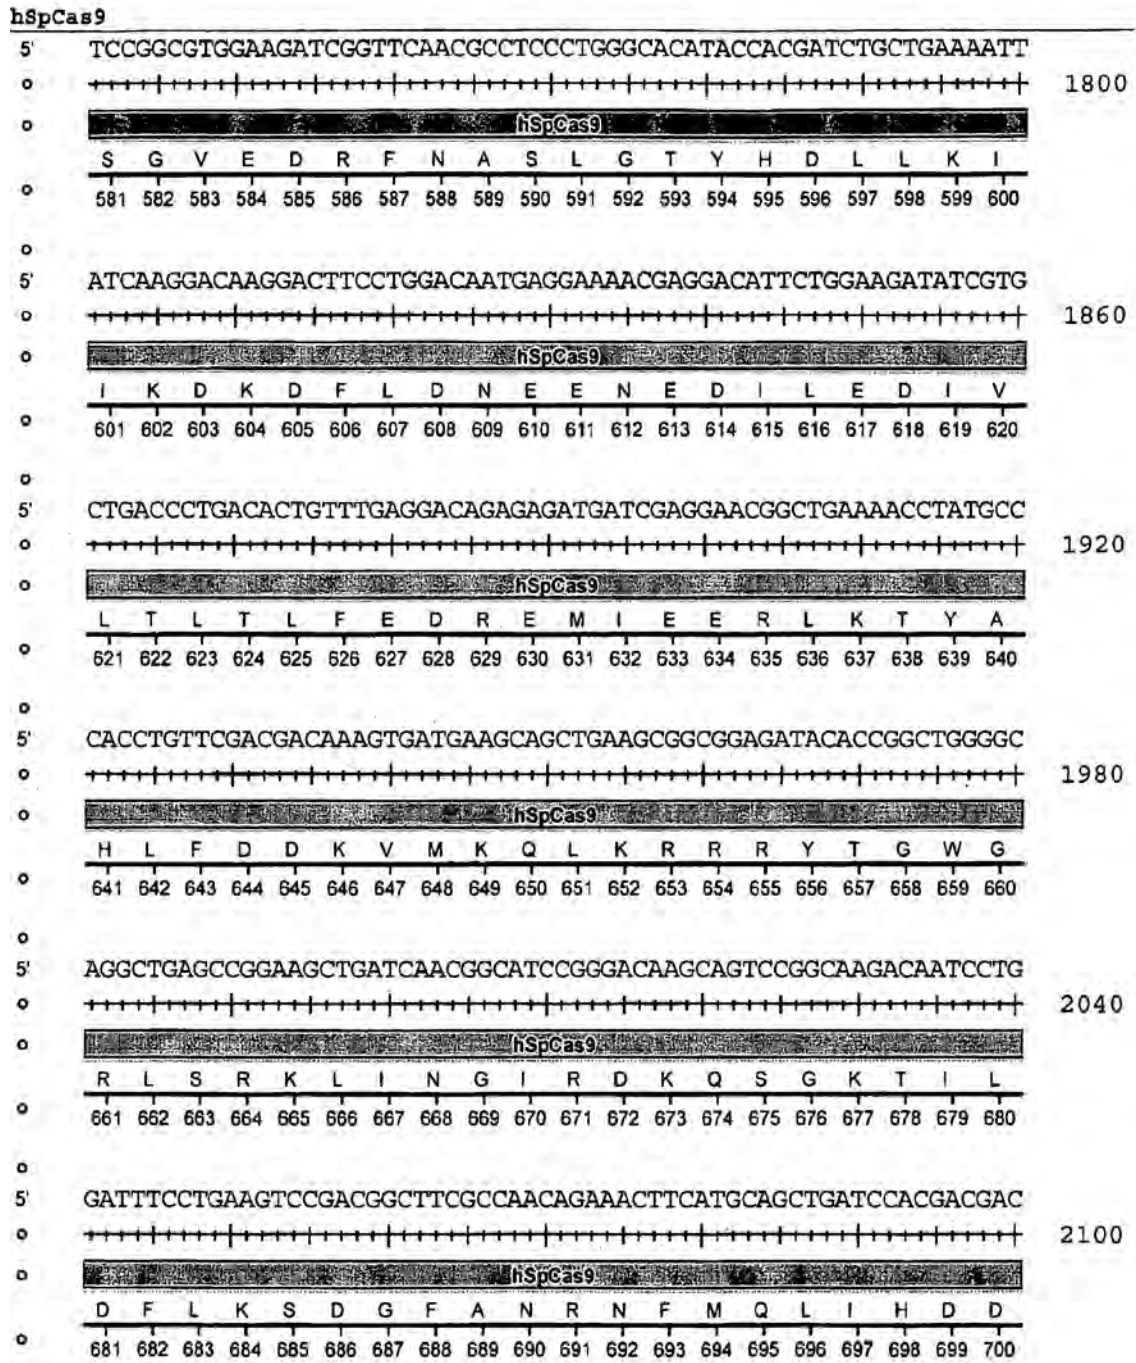 hSpCas9
5' TCCGGCGTGGAAGATCGGTTCAACGCCTCCCTGGGCACATACCACGATCTGCTGAAAATT
1800
hSpCas9
S G V E D R F N A S L G T Y H D L L K I
581 582 583 584 585 586 587 588 589 590 591 592 593 594 595 596 597 598 599 600
5' ATCAAGGACAAGGACTTCCTGGACAATGAGGAAAACGAGGACATTCTGGAAGATATCGTG
1860
hSpCas9
I K D K D F L D N E E N E D I L E D I V
601 602 603 604 605 606 607 608 609 610 611 612 613 614 615 616 617 618 619 620
5' CTGACCCTGACACTGTTTGAGGACAGAGAGATGATCGAGGAACGGCTGAAAACCTATGCC
1920
hSpCas9
L T L T L F E D R E M I E E R L K T Y A
621 622 623 624 625 626 627 628 629 630 631 632 633 634 635 636 637 638 639 640
5' CACCTGTTCGACGACAAAGTGATGAAGCAGCTGAAGCGGCGGAGATACACCGGCTGGGGC
1980
hSpCas9
H L F D D K V M K Q L K R R R Y T G W G
641 642 643 644 645 646 647 648 649 650 651 652 653 654 655 656 657 658 659 660
5' AGGCTGAGCCGGAAGCTGATCAACGGCATCCGGGACAAGCAGTCCGGCAAGACAATCCTG
2040
hSpCas9
R L S R K L I N G I R D K Q S G K T I L
661 662 663 664 665 666 667 668 669 670 671 672 673 674 675 676 677 678 679 680
5' GATTTCCTGAAGTCCGACGGCTTCGCCAACAGAAACTTCATGCAGCTGATCCACGACGAC
2100
hSpCas9
D F L K S D G F A N R N F M Q L I H D D
681 682 683 684 685 686 687 688 689 690 691 692 693 694 695 696 697 698 699 700